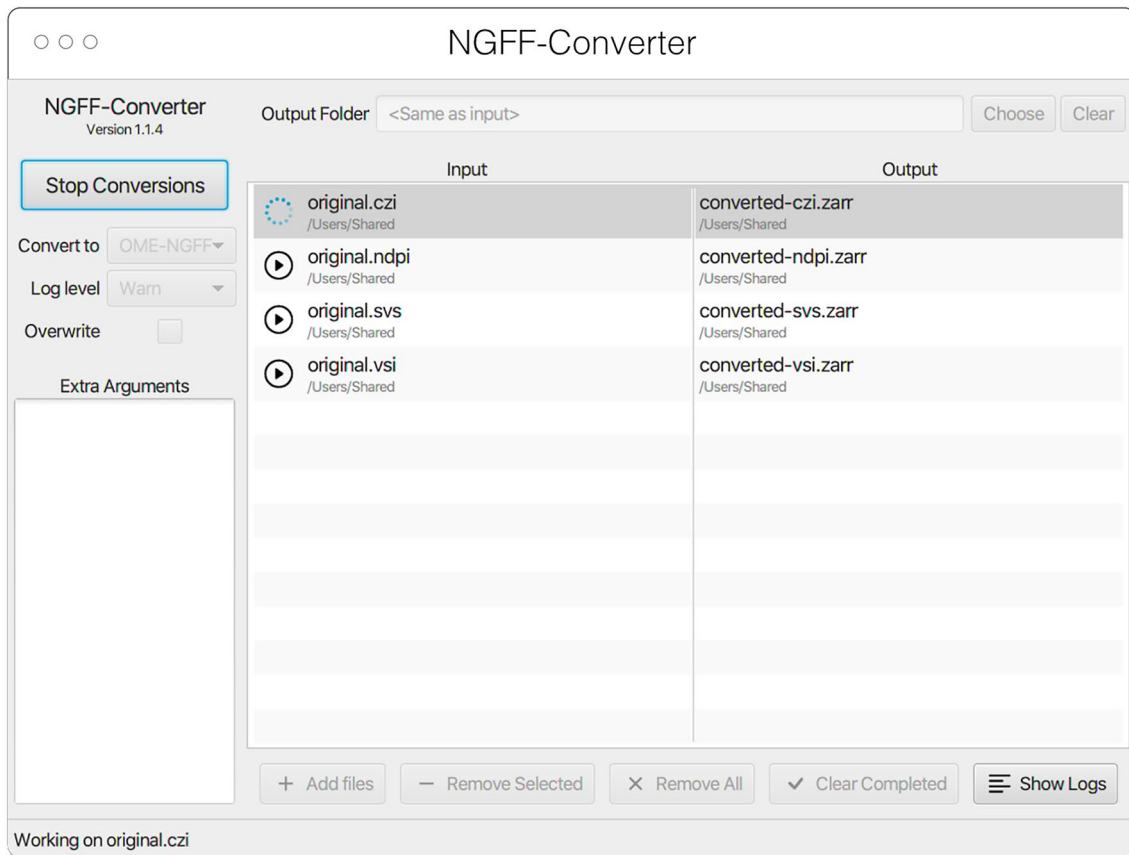 NGFF-Converter
NGFF-Converter
Version 1.1.4
Output Folder <Same as input> Choose Clear
Stop Conversions
Convert to OME-NGFF
Log level Warn
Overwrite
Extra Arguments
Input Output
original.czi converted-czi.zarr
/Users/Shared /Users/Shared
original.ndpi converted-ndpi.zarr
/Users/Shared /Users/Shared
original.svs converted-svs.zarr
/Users/Shared /Users/Shared
original.vsi converted-vsi.zarr
/Users/Shared /Users/Shared
+ Add files − Remove Selected × Remove All ✓ Clear Completed Show Logs
Working on original.czi